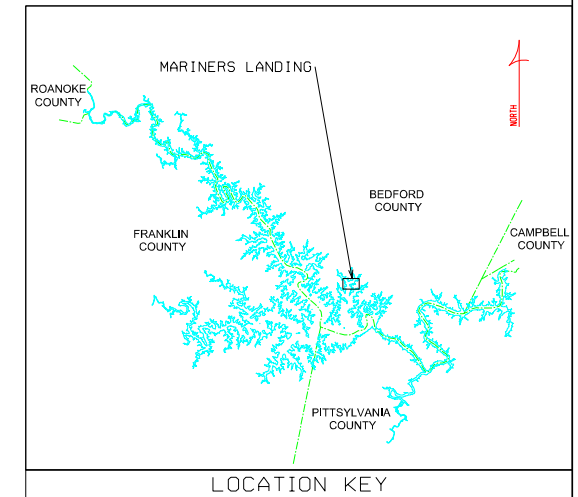 MARINERS LANDING
ROANOKE
COUNTY
NORTH
BEDFORD
COUNTY
FRANKLIN
COUNTY
CAMPBELL
COUNTY
PITTSYLVANIA
COUNTY
LOCATION KEY